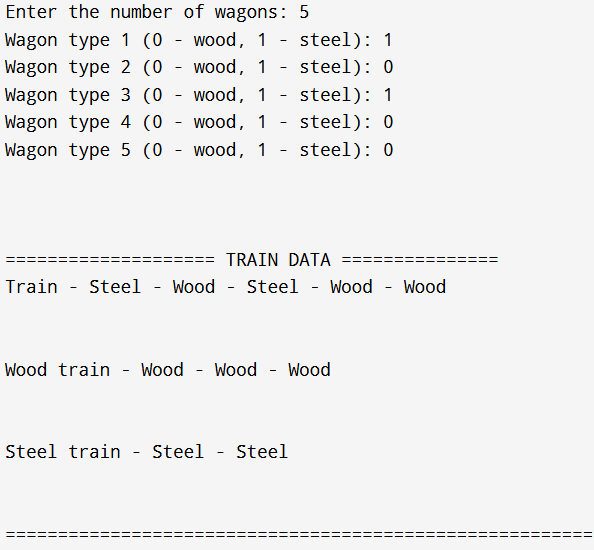 Enter the number of wagons: 5
Wagon type 1 (0 - wood, 1 - steel): 1
Wagon type 2 (0 - wood, 1 - steel): 0
Wagon type 3 (0 - wood, 1 - steel): 1
Wagon type 4 (0 - wood, 1 - steel): 0
Wagon type 5 (0 - wood, 1 - steel): 0
==================== TRAIN DATA ===============
Train - Steel - Wood - Steel - Wood - Wood
Wood train - Wood - Wood - Wood
Steel train - Steel - Steel
========================================================